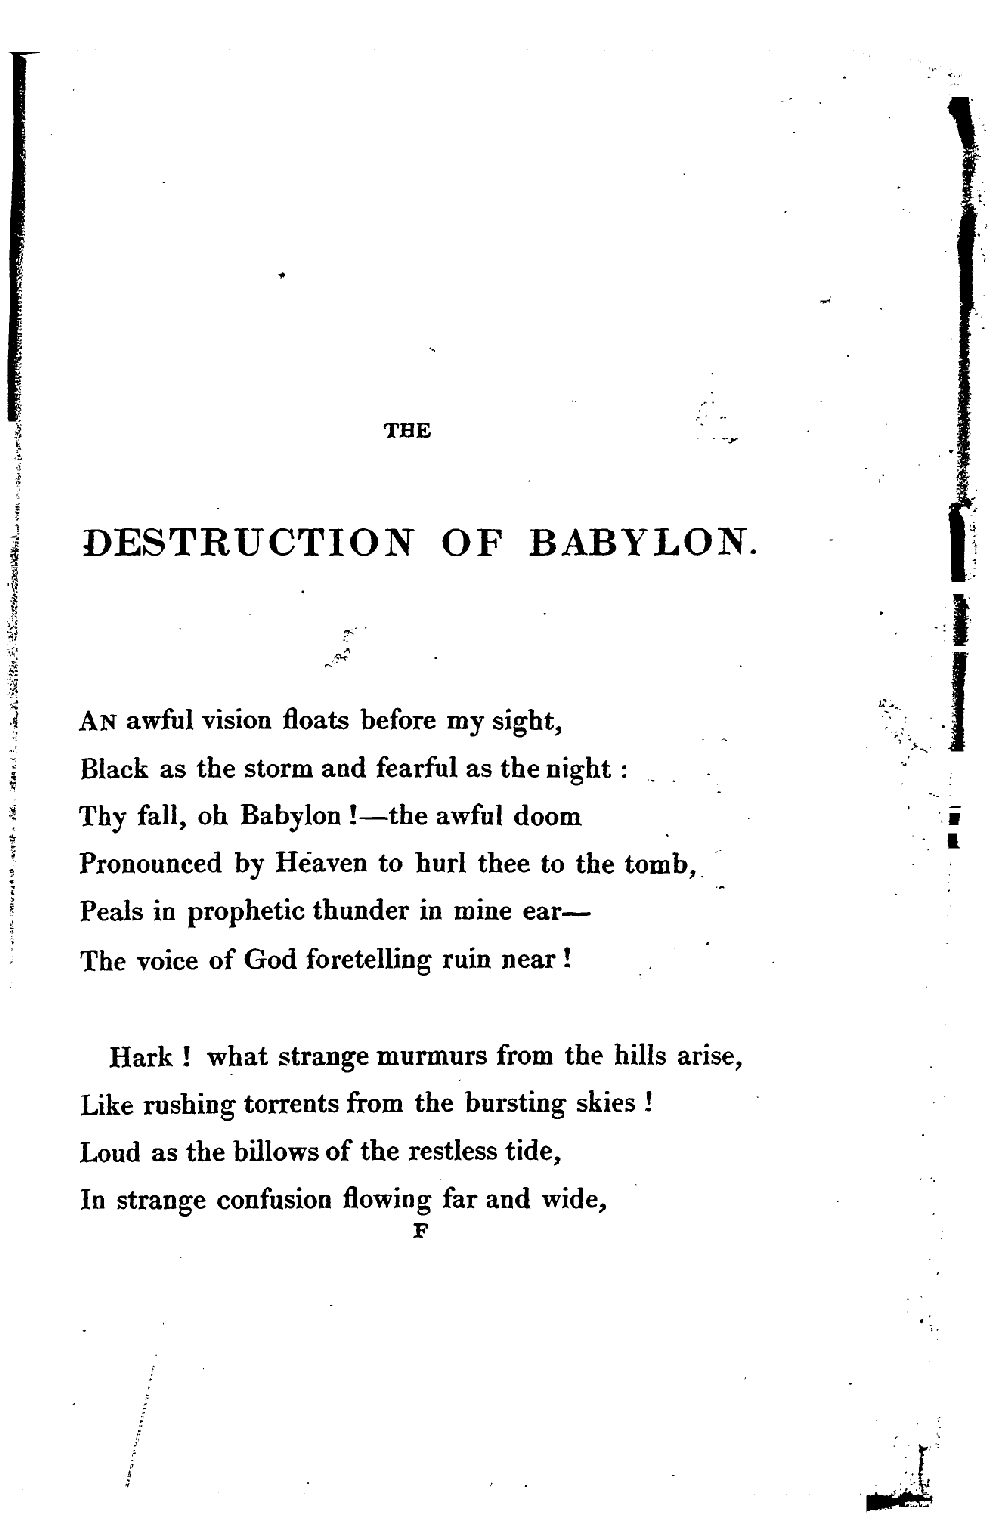 THE
DESTRUCTION OF BABYLON.
AN awful vision floats before my sight,
Black as the storm and fearful as the night :
Thy fall, oh Babylon !—the awful doom
Pronounced by Heaven to hurl thee to the tomb,
Peals in prophetic thunder in mine ear—
The voice of God foretelling ruin near !
Hark ! what strange murmurs from the hills arise,
Like rushing torrents from the bursting skies !
Loud as the billows of the restless tide,
In strange confusion flowing far and wide,
F